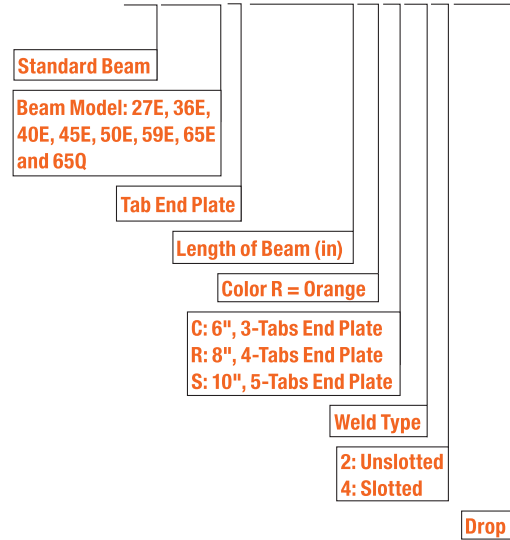 Standard Beam
Beam Model: 27E, 36E,
40E, 45E, 50E, 59E, 65E
and 65Q
Tab End Plate
Length of Beam (in)
Color R = Orange
C: 6", 3-Tabs End Plate
R: 8", 4-Tabs End Plate
S: 10", 5-Tabs End Plate
Weld Type
2: Unslotted
4: Slotted
Drop